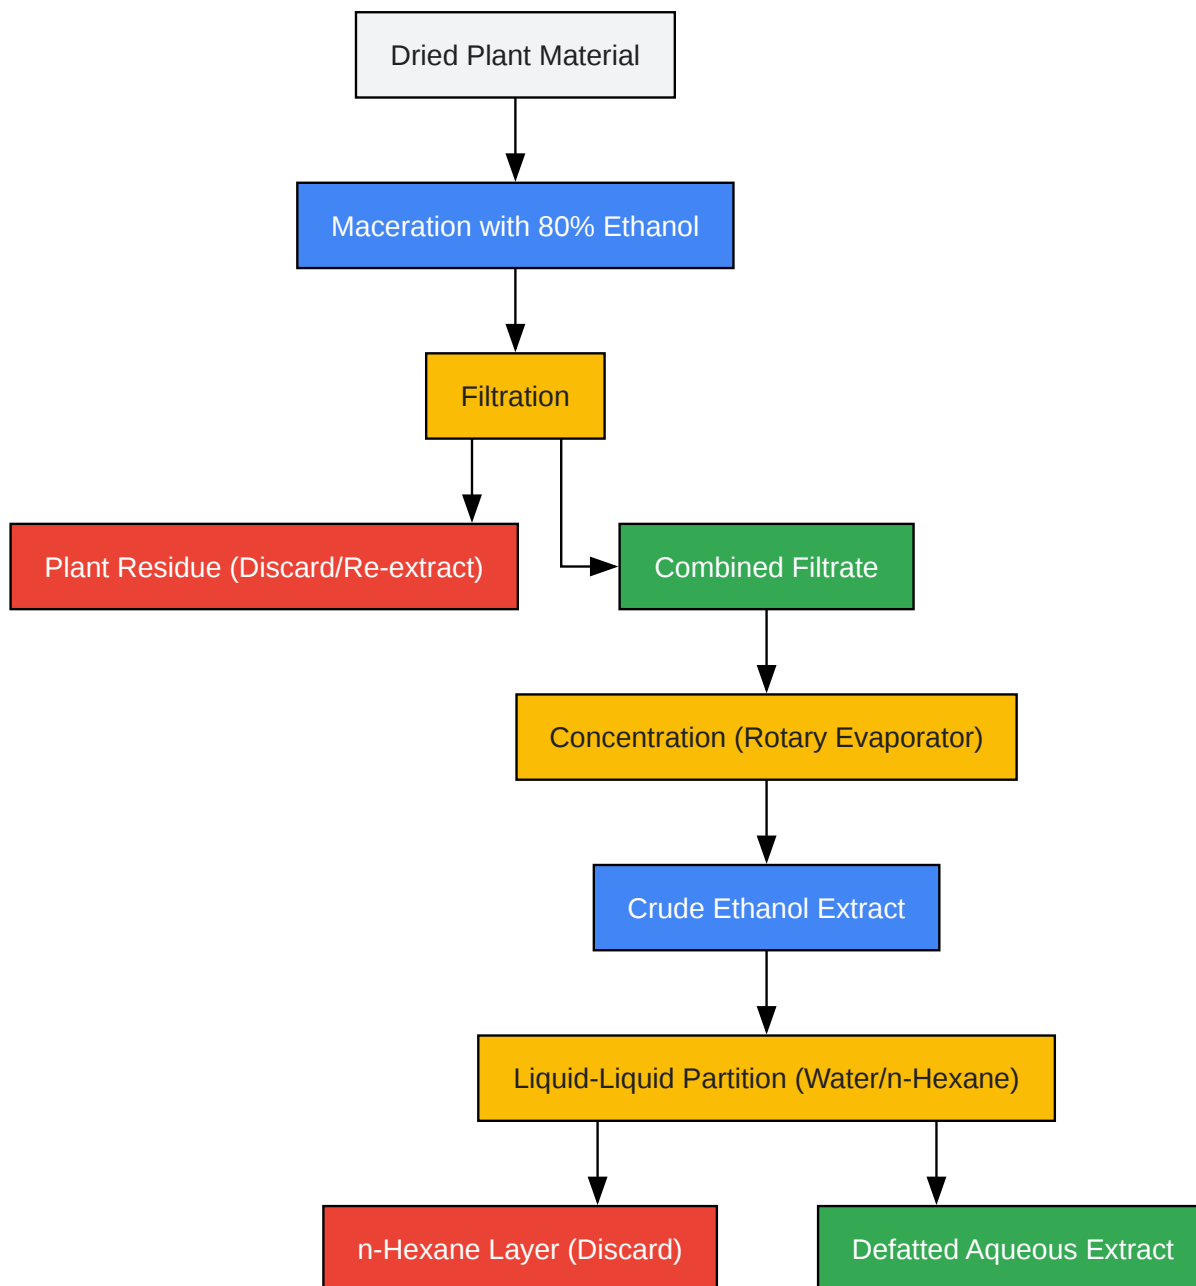 Dried Plant Material
Maceration with 80% Ethanol
Filtration
Plant Residue (Discard/Re-extract)
Combined Filtrate
Concentration (Rotary Evaporator)
Crude Ethanol Extract
Liquid-Liquid Partition (Water/n-Hexane)
n-Hexane Layer (Discard)
Defatted Aqueous Extract